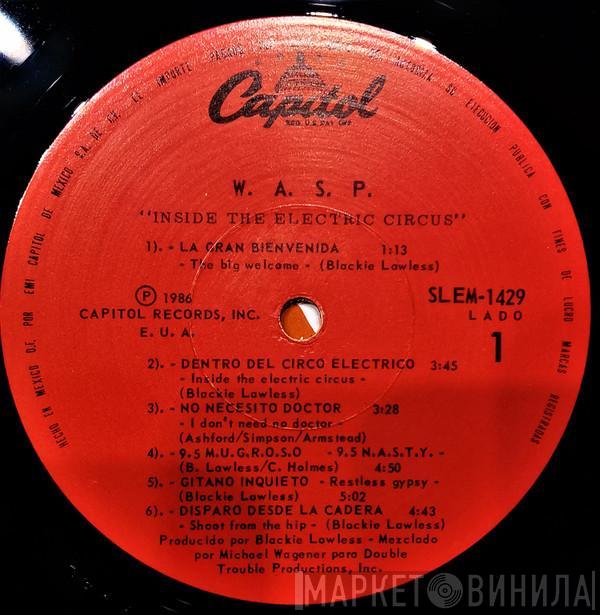 Capitol
REG. U.S. PAT. OFF.
W. A. S. P.
"INSIDE THE ELECTRIC CIRCUS"
1). - LA GRAN BIENVENIDA 1:13
- The big welcome - (Blackie Lawless)
Ⓟ 1986
CAPITOL RECORDS, INC.
E. U. A.
SLEM-1429
LADO
1
2). - DENTRO DEL CIRCO ELECTRICO 3:45
- Inside the electric circus -
(Blackie Lawless)
3). - NO NECESITO DOCTOR 3:28
- I don't need no doctor -
(Ashford/Simpson/Armstead)
4). - 9.5 M.U.G.R.O.S.O - 9.5 N.A.S.T.Y. -
(B. Lawless/C. Holmes) 4:50
5). - GITANO INQUIETO - Restless gypsy -
(Blackie Lawless) 5:02
6). - DISPARO DESDE LA CADERA 4:43
- Shoot from the hip - (Blackie Lawless)
Producido por Blackie Lawless - Mezclado
por Michael Wagener para Double
Trouble Productions, Inc.
HECHO EN MEXICO D.F. POR EMI CAPITOL DE MEXICO S.A. DE C.V. EL IMPORTE PAGADO SU EJECUCION PUBLICA CON FINES DE LUCRO MARCAS REGISTRADAS
МАРКЕТ ВИНИЛА